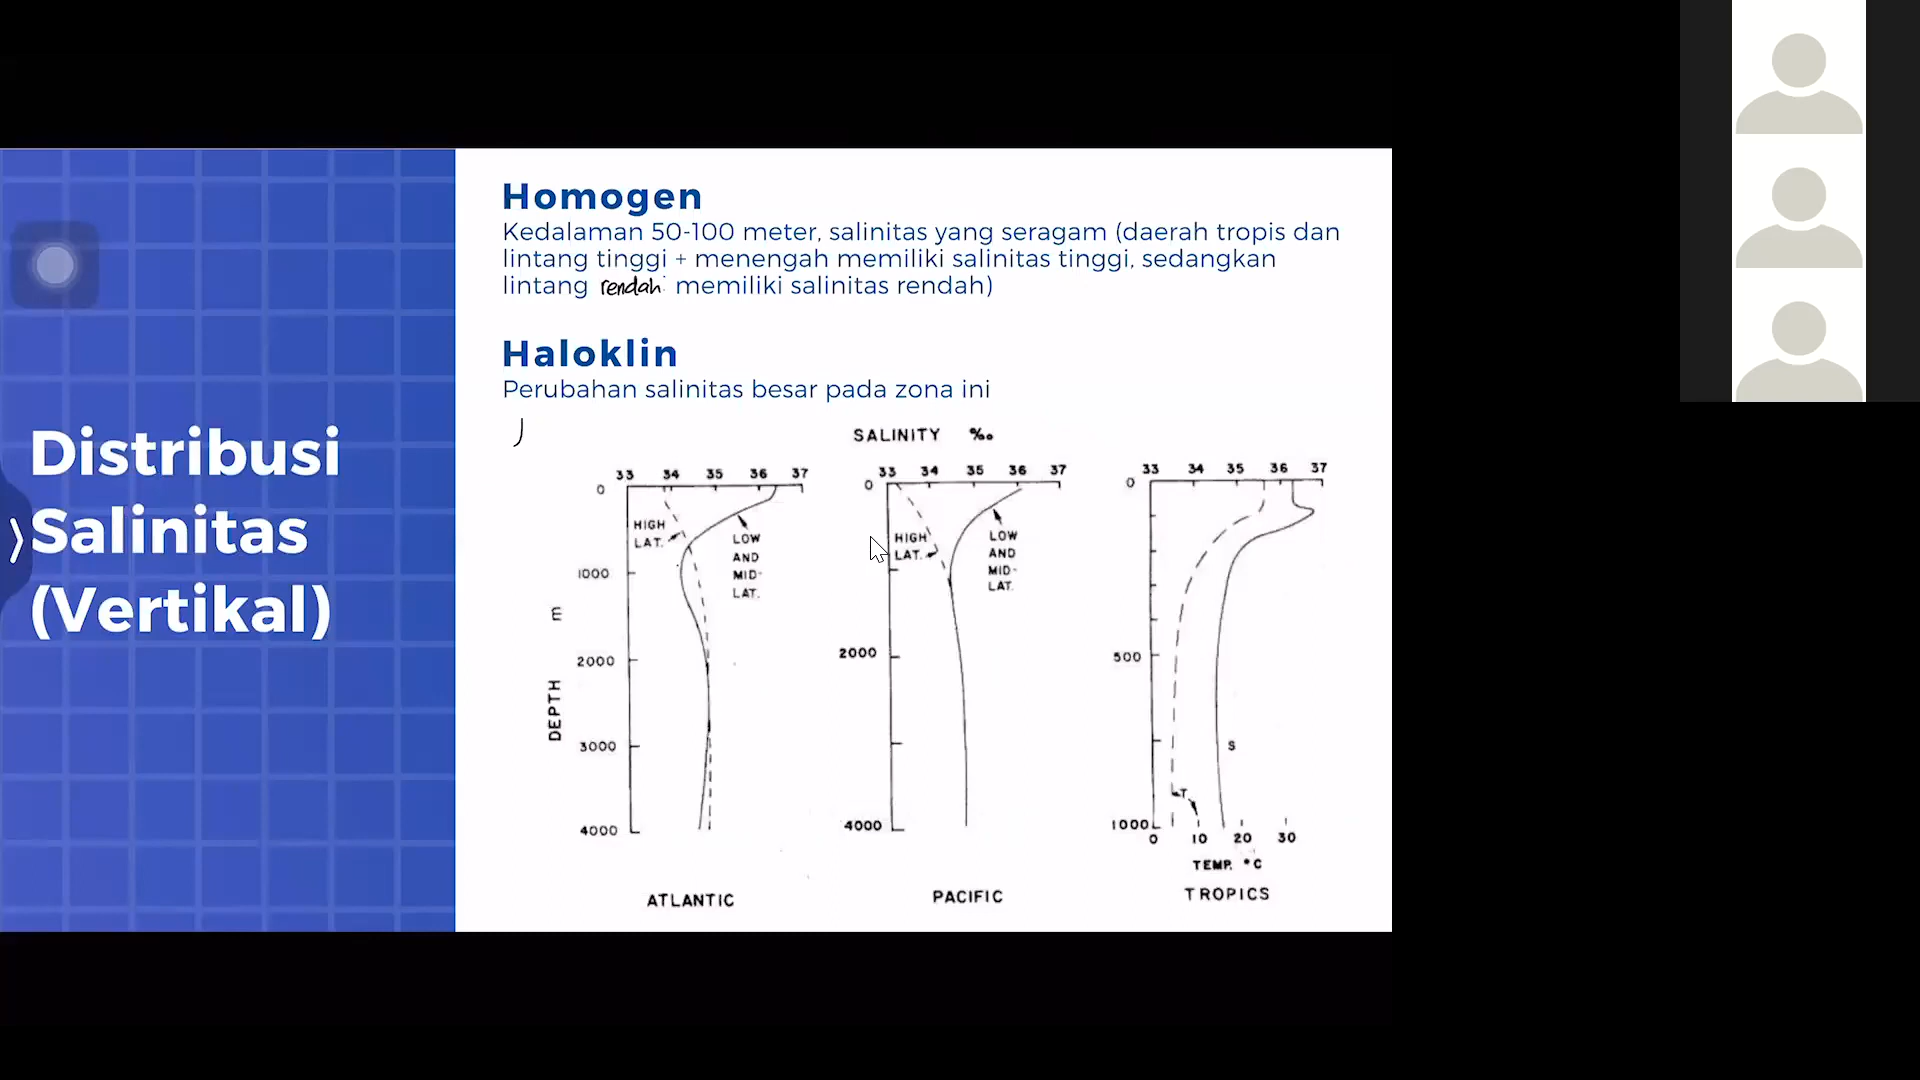 Distribusi
Salinitas
(Vertikal)
Homogen
Kedalaman 50-100 meter, salinitas yang seragam (daerah tropis dan
lintang tinggi + menengah memiliki salinitas tinggi, sedangkan
lintang rendah memiliki salinitas rendah)
Haloklin
Perubahan salinitas besar pada zona ini
SALINITY ‰
33 34 35 36 37
0
1000
2000
3000
4000
DEPTH m
HIGH
LAT.
LOW
AND
MID-
LAT.
ATLANTIC
33 34 35 36 37
0
2000
4000
HIGH
LAT.
LOW
AND
MID-
LAT.
PACIFIC
33 34 35 36 37
0
500
1000
S
T
0 10 20 30
TEMP. °C
TROPICS